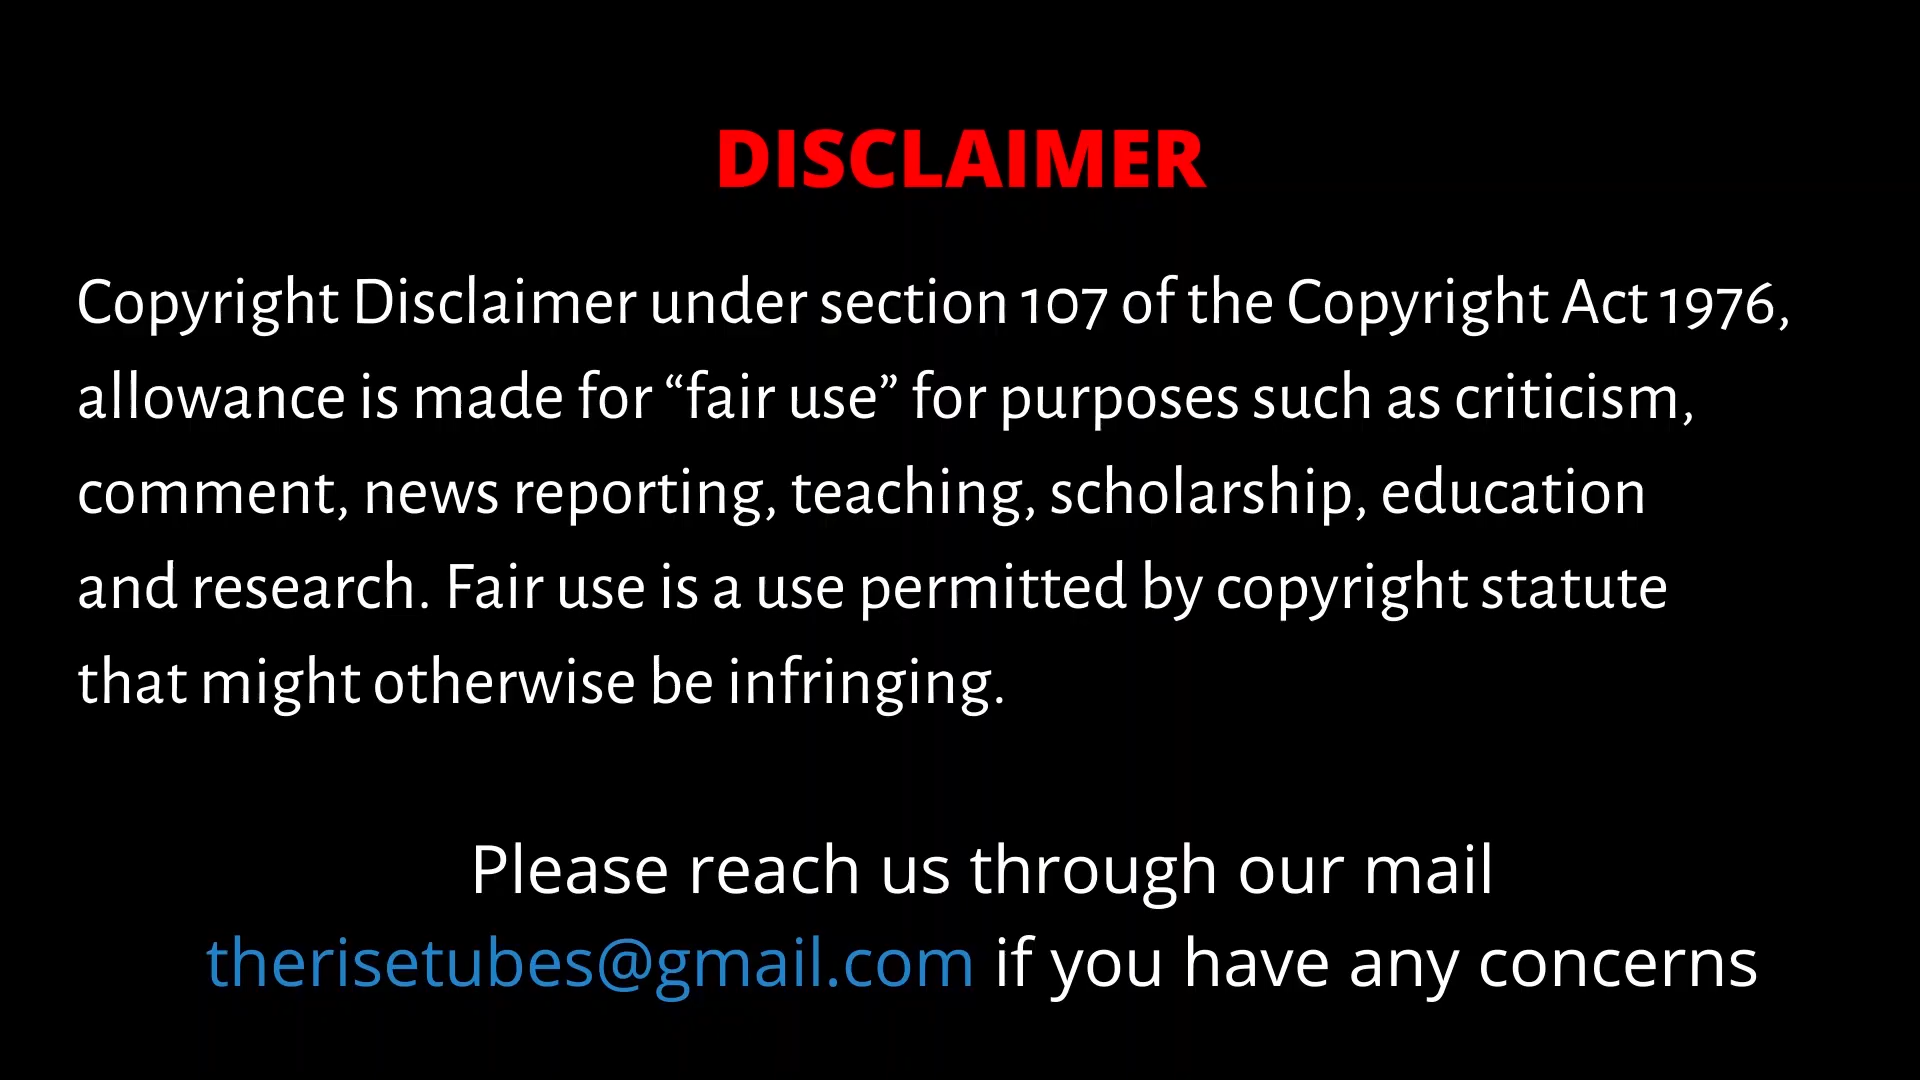 DISCLAIMER
Copyright Disclaimer under section 107 of the Copyright Act 1976,
allowance is made for “fair use” for purposes such as criticism,
comment, news reporting, teaching, scholarship, education
and research. Fair use is a use permitted by copyright statute
that might otherwise be infringing.
Please reach us through our mail
therisetubes@gmail.com if you have any concerns